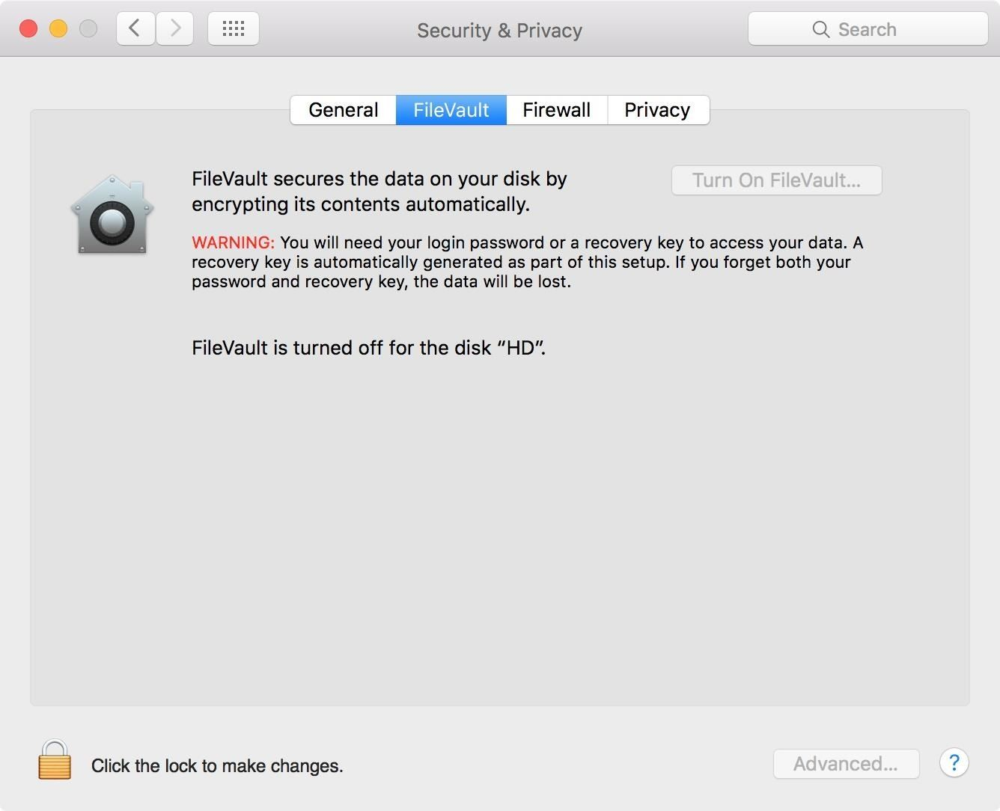 Security & Privacy
Search
General
FileVault
Firewall
Privacy
FileVault secures the data on your disk by
encrypting its contents automatically.
Turn On FileVault...
WARNING: You will need your login password or a recovery key to access your data. A
recovery key is automatically generated as part of this setup. If you forget both your
password and recovery key, the data will be lost.
FileVault is turned off for the disk “HD”.
Click the lock to make changes.
Advanced...
?